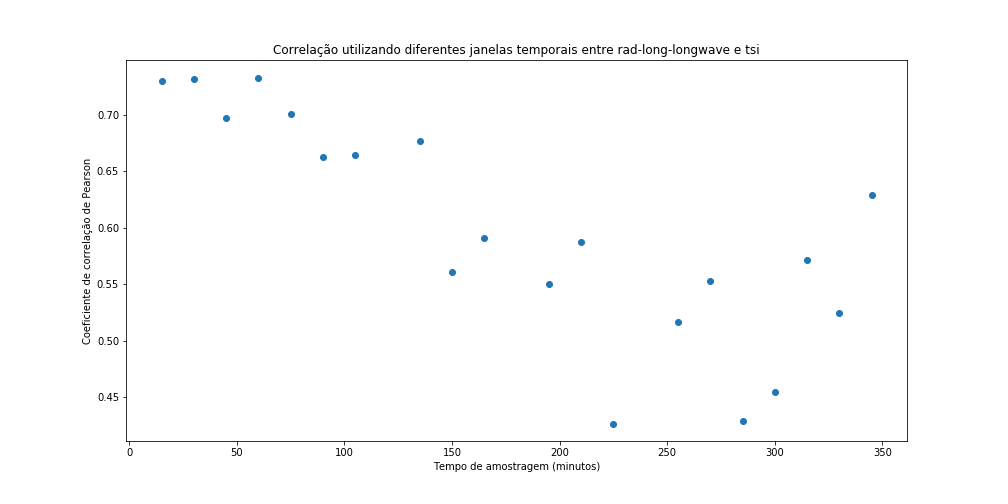 Correlação utilizando diferentes janelas temporais entre rad-long-longwave e tsi
Coeficiente de correlação de Pearson
0.70
0.65
0.60
0.55
0.50
0.45
0 50 100 150 200 250 300 350
Tempo de amostragem (minutos)